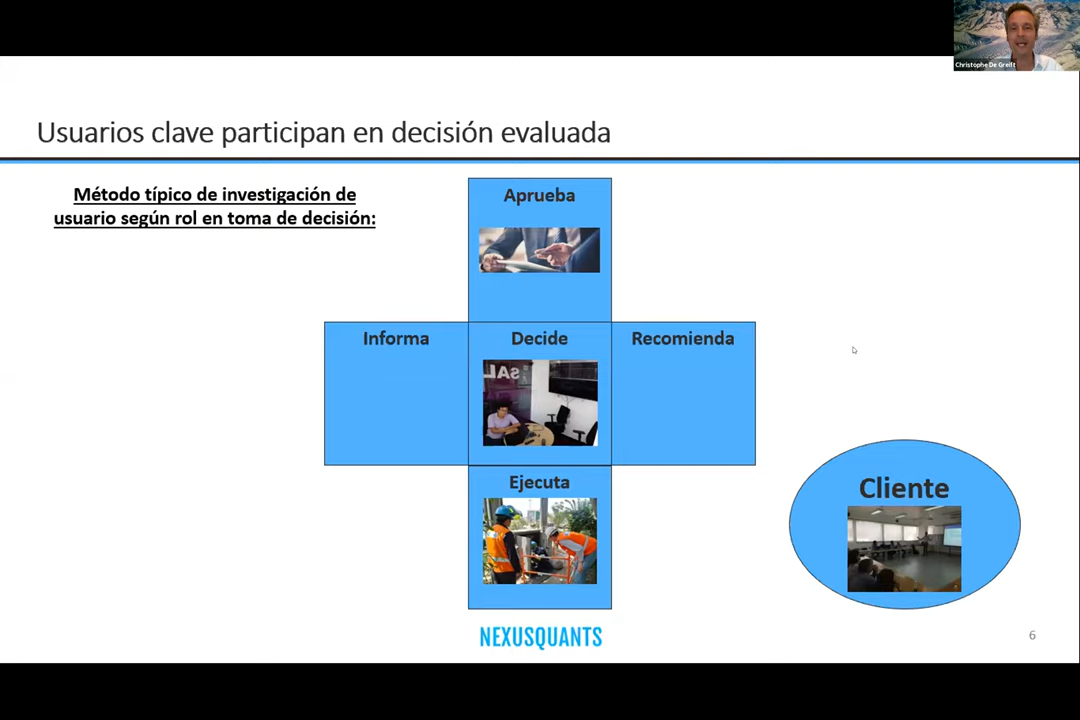 Christophe De Greift
Usuarios clave participan en decisión evaluada
Método típico de investigación de
usuario según rol en toma de decisión:
Aprueba
Informa
Decide
Recomienda
SAL
Ejecuta
Cliente
NEXUSQUANTS
6